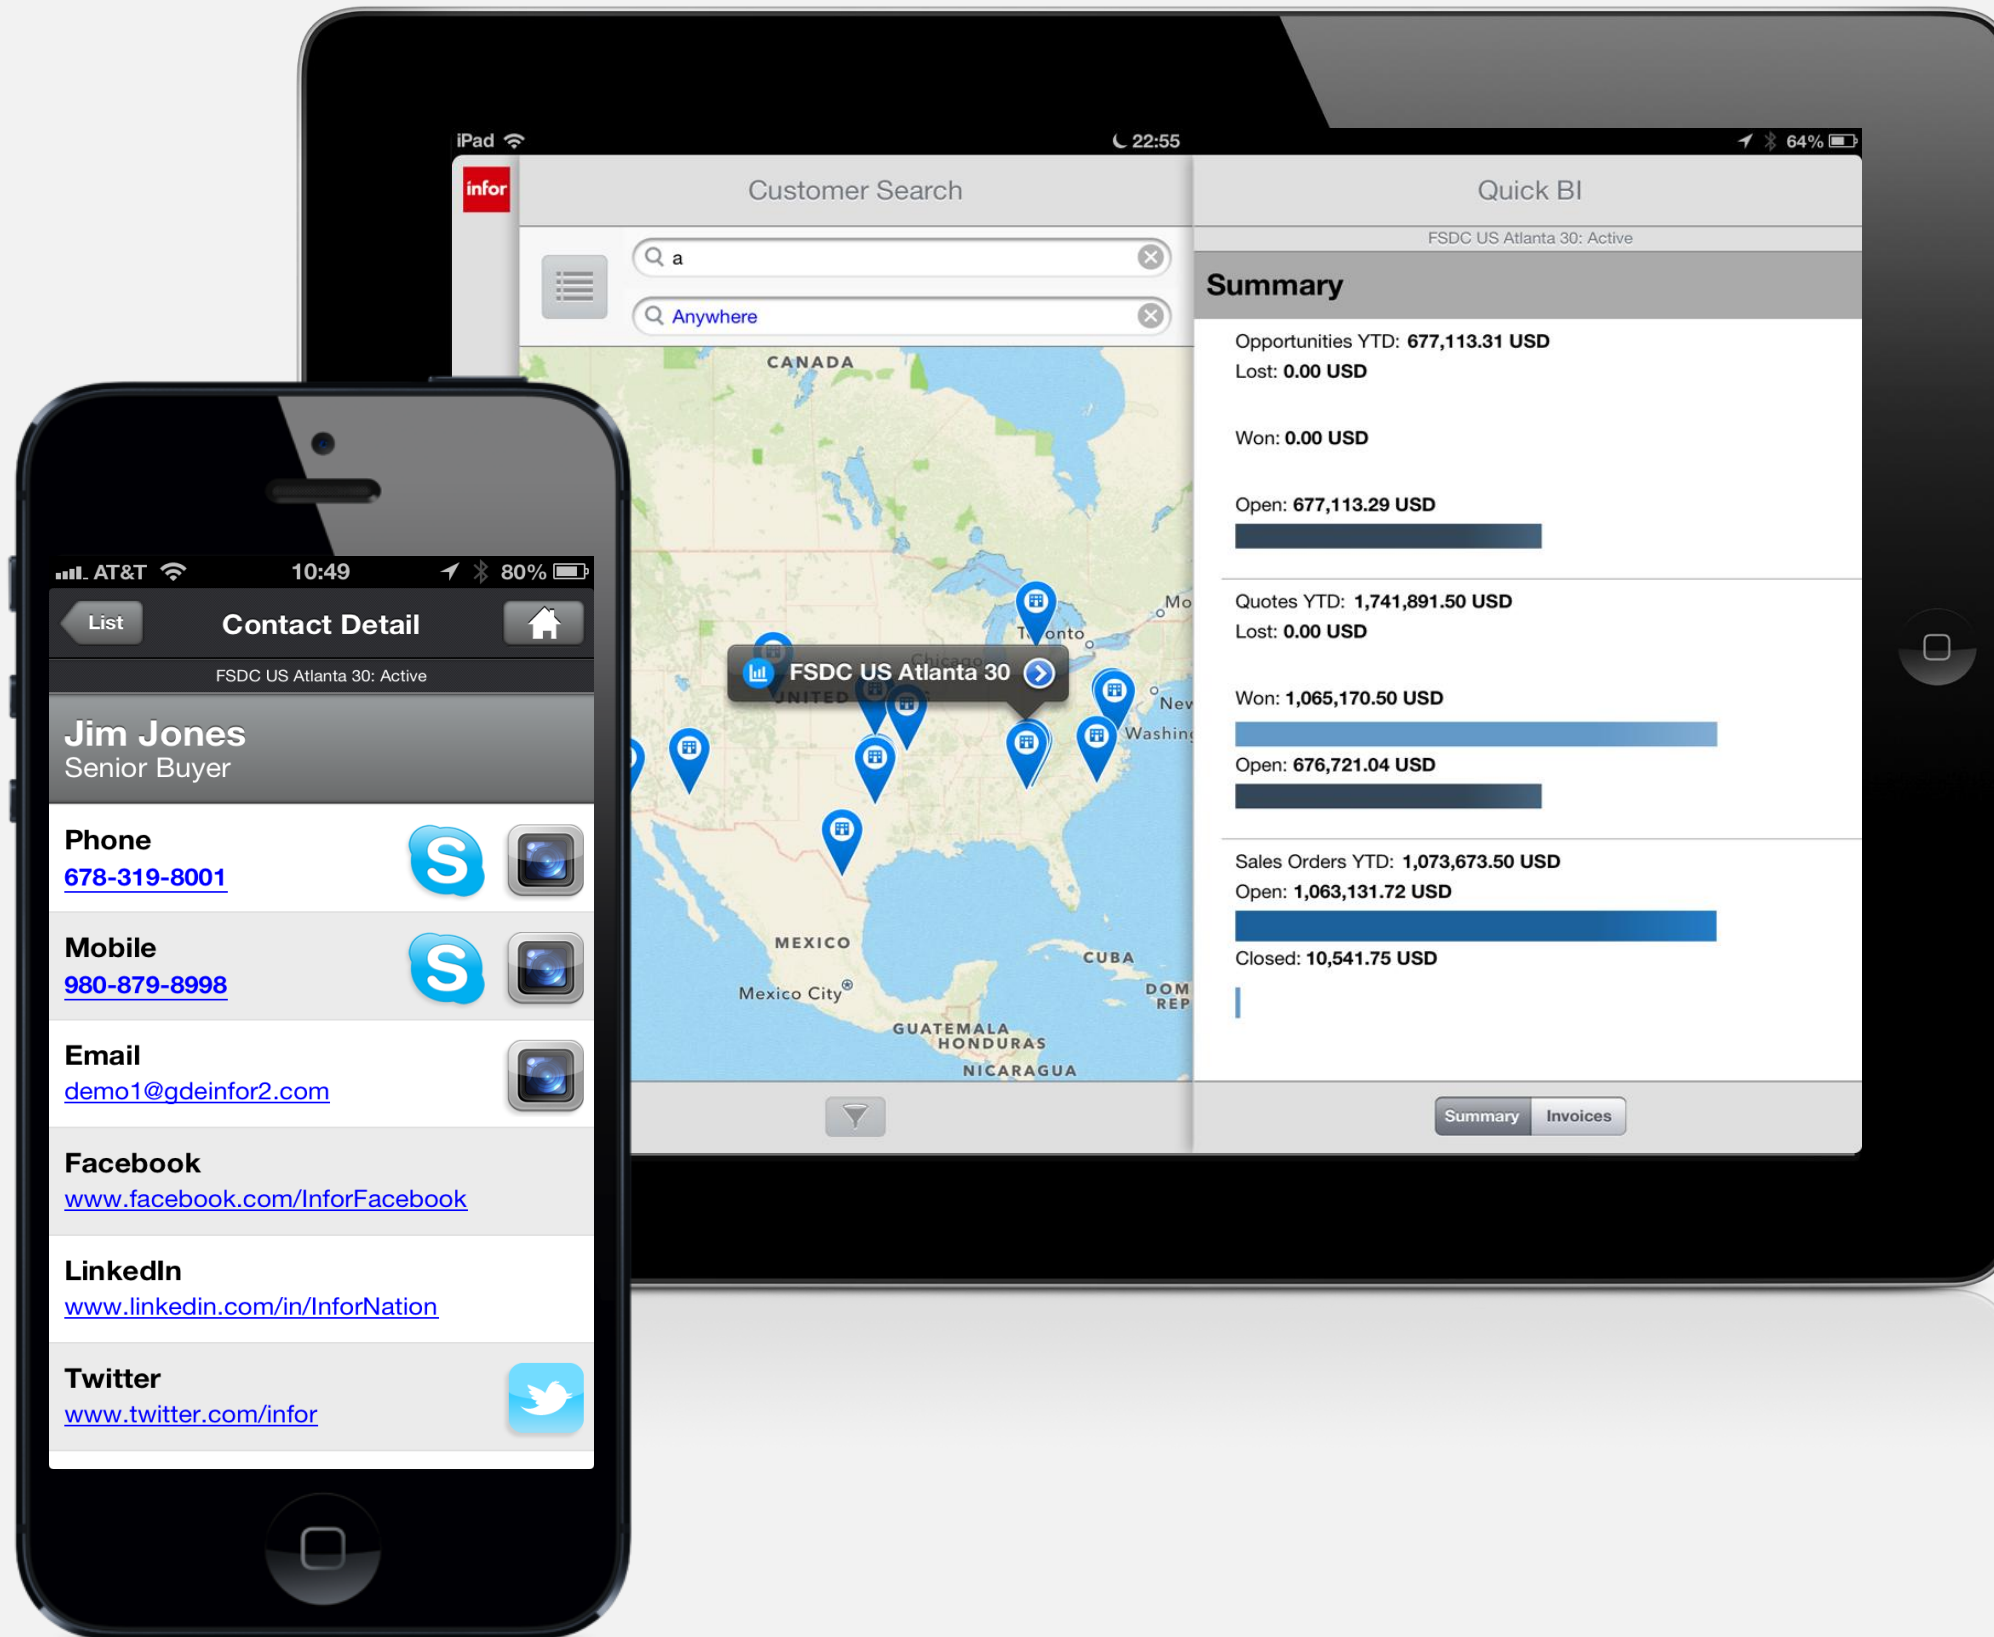 iPad
22:55
64%
infor
Customer Search
Quick BI
FSDC US Atlanta 30: Active
a
Anywhere
Summary
Opportunities YTD: 677,113.31 USD
Lost: 0.00 USD
Won: 0.00 USD
Open: 677,113.29 USD
Quotes YTD: 1,741,891.50 USD
Lost: 0.00 USD
Won: 1,065,170.50 USD
Open: 676,721.04 USD
Sales Orders YTD: 1,073,673.50 USD
Open: 1,063,131.72 USD
Closed: 10,541.75 USD
Summary
Invoices
CANADA
Mo
Chicago
FSDC US Atlanta 30
UNITED
New
Washing
MEXICO
CUBA
Mexico City
DOM
REP
GUATEMALA
HONDURAS
NICARAGUA
AT&T
10:49
80%
List
Contact Detail
FSDC US Atlanta 30: Active
Jim Jones
Senior Buyer
Phone
678-319-8001
Mobile
980-879-8998
Email
demo1@gdeinfor2.com
Facebook
www.facebook.com/InforFacebook
LinkedIn
www.linkedin.com/in/InforNation
Twitter
www.twitter.com/infor